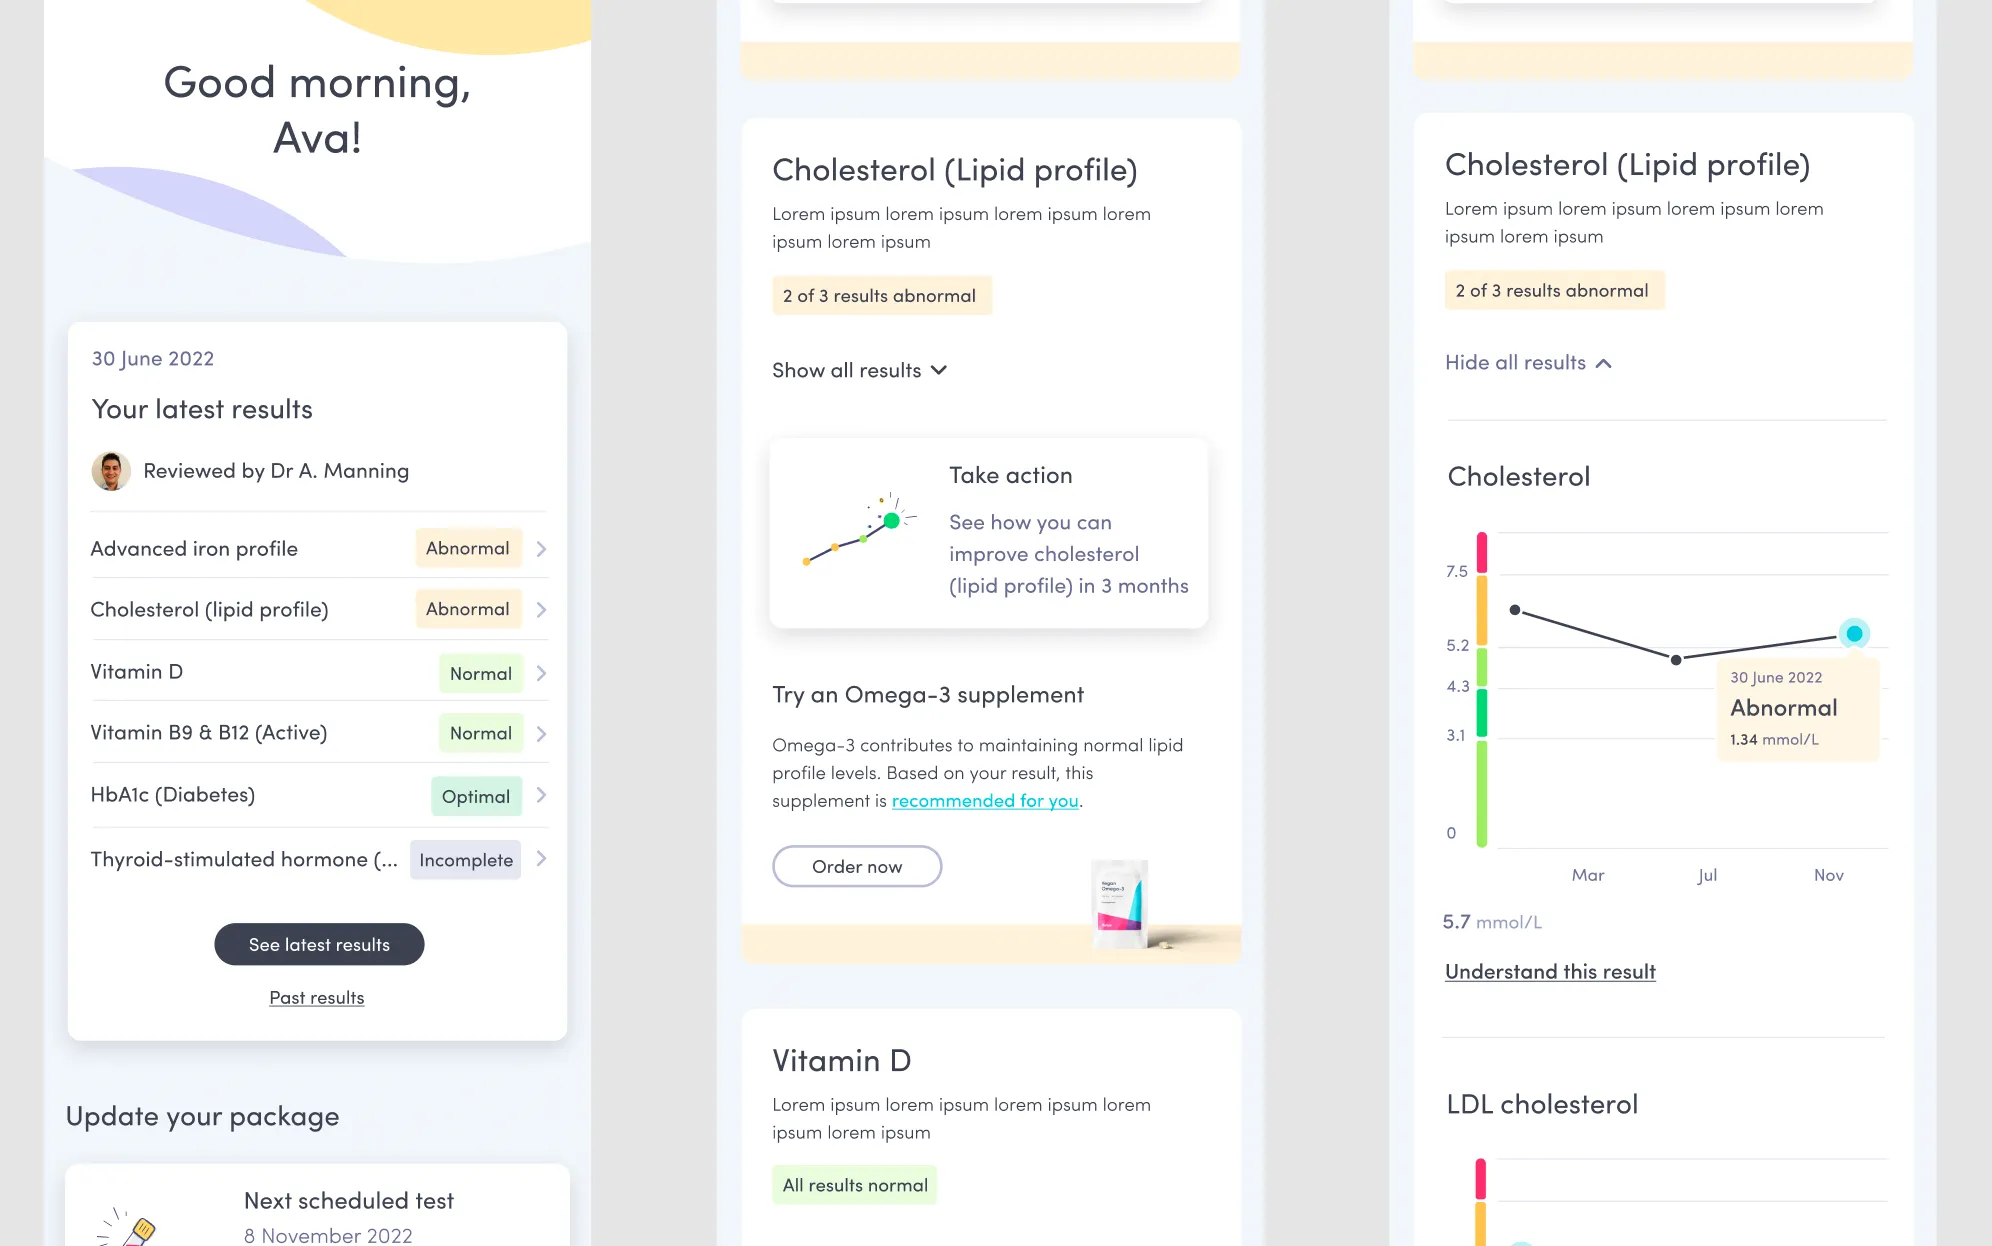 Good morning,
Ava!
30 June 2022
Your latest results
Reviewed by Dr A. Manning
Advanced iron profile Abnormal
Cholesterol (lipid profile) Abnormal
Vitamin D Normal
Vitamin B9 & B12 (Active) Normal
HbA1c (Diabetes) Optimal
Thyroid-stimulated hormone (... Incomplete
See latest results
Past results
Update your package
Next scheduled test
8 November 2022
Cholesterol (Lipid profile)
Lorem ipsum lorem ipsum lorem ipsum lorem
ipsum lorem ipsum
2 of 3 results abnormal
Show all results
Take action
See how you can
improve cholesterol
(lipid profile) in 3 months
Try an Omega-3 supplement
Omega-3 contributes to maintaining normal lipid
profile levels. Based on your result, this
supplement is recommended for you.
Order now
Vegan
Omega-3
Vitamin D
Lorem ipsum lorem ipsum lorem ipsum lorem
ipsum lorem ipsum
All results normal
Cholesterol (Lipid profile)
Lorem ipsum lorem ipsum lorem ipsum lorem
ipsum lorem ipsum
2 of 3 results abnormal
Hide all results
Cholesterol
7.5
5.2
4.3
3.1
0
30 June 2022
Abnormal
1.34 mmol/L
Mar Jul Nov
5.7 mmol/L
Understand this result
LDL cholesterol